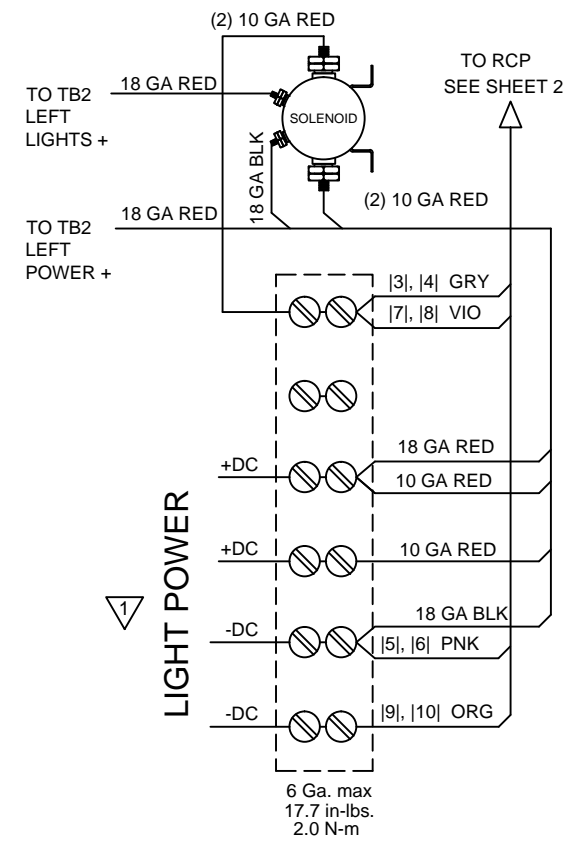 (2) 10 GA RED
TO RCP
SEE SHEET 2
18 GA RED
TO TB2
LEFT
LIGHTS +
SOLENOID
18 GA BLK
(2) 10 GA RED
18 GA RED
TO TB2
LEFT
POWER +
|3|, |4| GRY
|7|, |8| VIO
18 GA RED
+DC
10 GA RED
LIGHT POWER
+DC
10 GA RED
1
18 GA BLK
-DC
|5|, |6| PNK
-DC
|9|, |10| ORG
6 Ga. max
17.7 in-lbs.
2.0 N-m